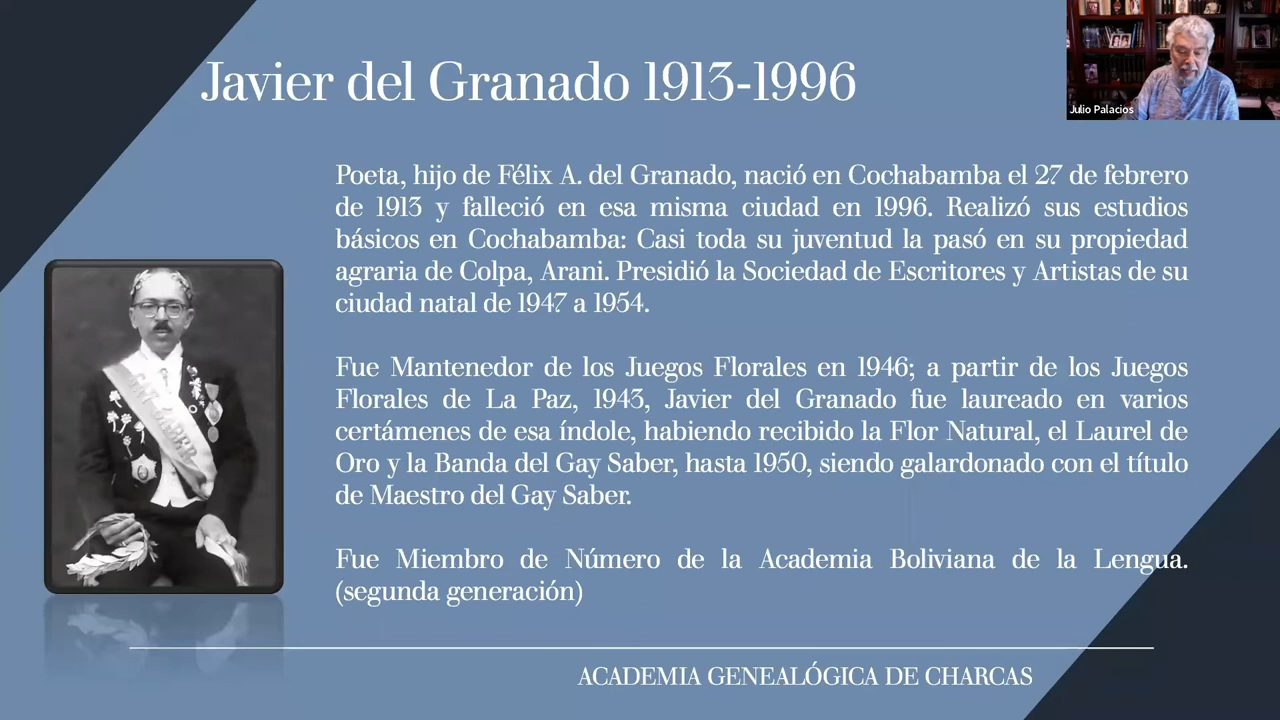 Javier del Granado 1913-1996
Julio Palacios
Poeta, hijo de Félix A. del Granado, nació en Cochabamba el 27 de febrero
de 1913 y falleció en esa misma ciudad en 1996. Realizó sus estudios
básicos en Cochabamba: Casi toda su juventud la pasó en su propiedad
agraria de Colpa, Arani. Presidió la Sociedad de Escritores y Artistas de su
ciudad natal de 1947 a 1954.
Fue Mantenedor de los Juegos Florales en 1946; a partir de los Juegos
Florales de La Paz, 1943, Javier del Granado fue laureado en varios
certámenes de esa índole, habiendo recibido la Flor Natural, el Laurel de
Oro y la Banda del Gay Saber, hasta 1950, siendo galardonado con el título
de Maestro del Gay Saber.
Fue Miembro de Número de la Academia Boliviana de la Lengua.
(segunda generación)
ACADEMIA GENEALÓGICA DE CHARCAS